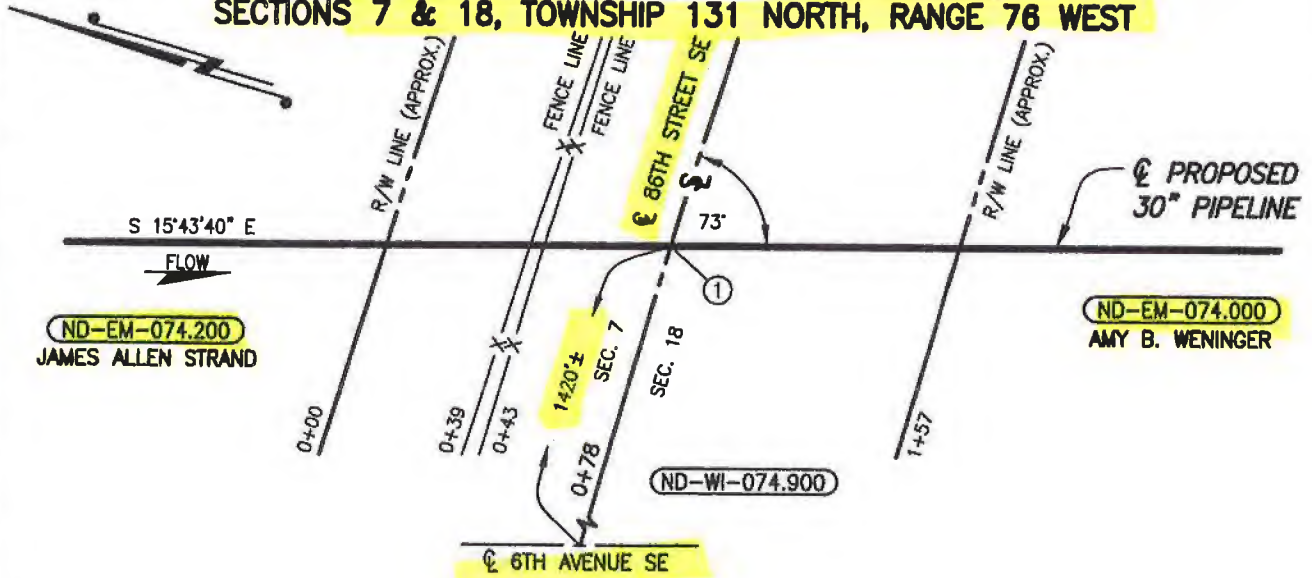 SECTIONS 7 & 18, TOWNSHIP 131 NORTH, RANGE 76 WEST
R/W LINE (APPROX.)
FENCE LINE
FENCE LINE
℄ 86TH STREET SE
R/W LINE (APPROX.)
℄ PROPOSED
30" PIPELINE
S 15°43'40" E
73°
FLOW
1
ND-EM-074.200
JAMES ALLEN STRAND
ND-EM-074.000
AMY B. WENINGER
1420'±
SEC. 7
SEC. 18
0+00
0+39
0+43
0+78
1+57
ND-WI-074.900
℄ 6TH AVENUE SE